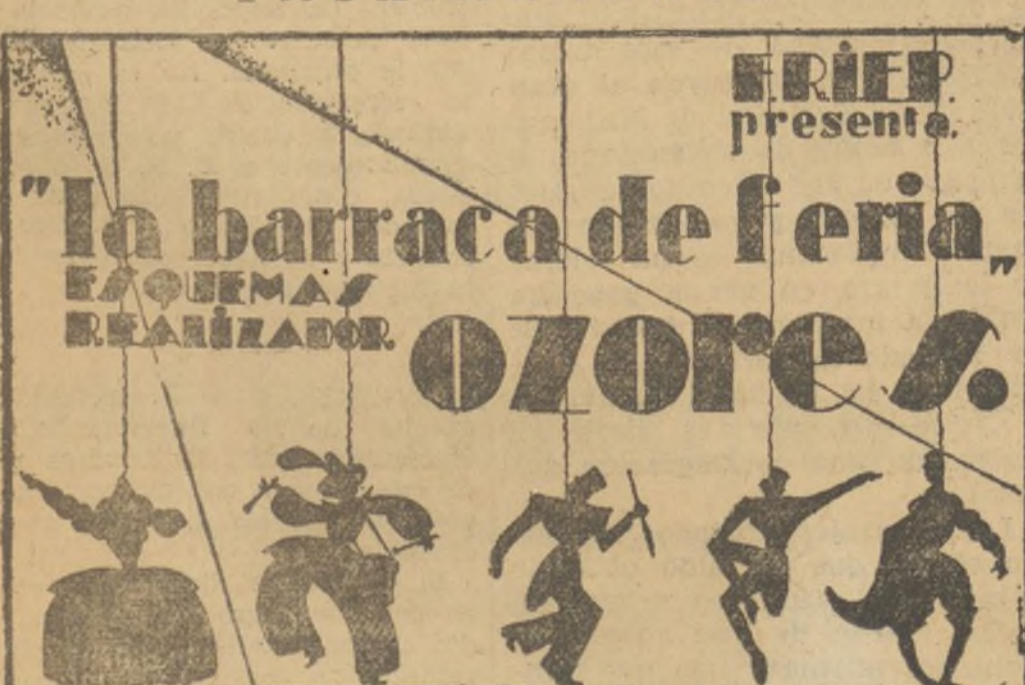 E.R.I.E.P.
presenta.
"la barraca de feria„
ESQUEMAS
REALIZADOR
ozores.